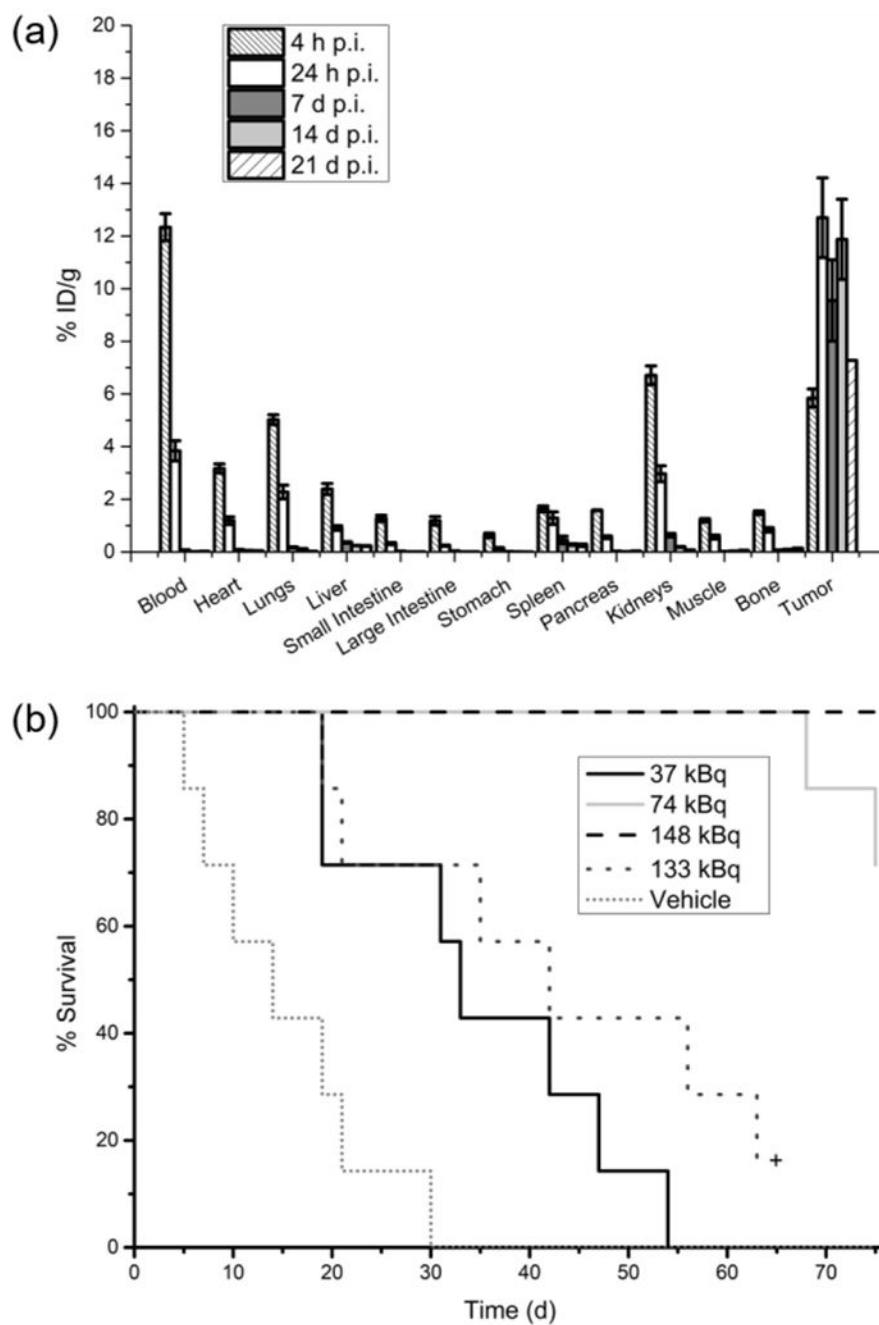 (a)
20
18
16
14
12
10
8
6
4
2
0
% ID/g
4 h p.i.
24 h p.i.
7 d p.i.
14 d p.i.
21 d p.i.
Blood
Heart
Lungs
Liver
Small Intestine
Large Intestine
Stomach
Spleen
Pancreas
Kidneys
Muscle
Bone
Tumor
(b)
100
80
60
40
20
0
% Survival
37 kBq
74 kBq
148 kBq
133 kBq
Vehicle
+
0 10 20 30 40 50 60 70
Time (d)